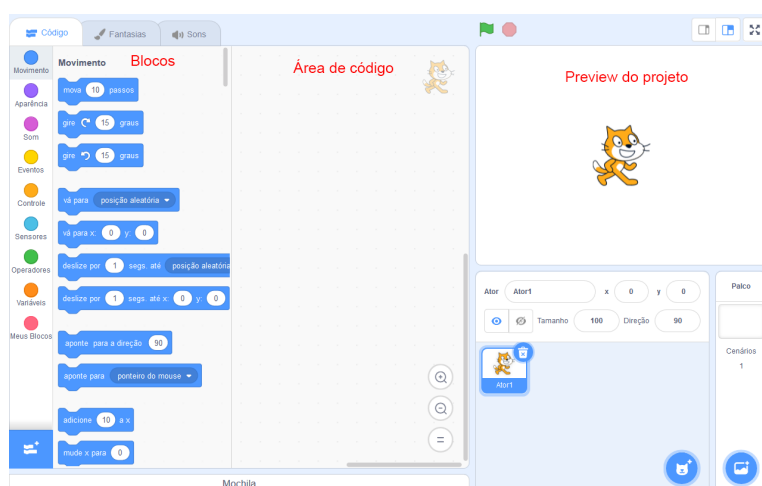 Código
Fantasias
Sons
Movimento
Aparência
Som
Eventos
Controle
Sensores
Operadores
Variáveis
Meus Blocos
Movimento
Blocos
mova 10 passos
gire 15 graus
gire 15 graus
vá para posição aleatória
vá para x: 0 y: 0
deslize por 1 segs. até posição aleatória
deslize por 1 segs. até x: 0 y: 0
aponte para a direção 90
aponte para ponteiro do mouse
adicione 10 a x
mude x para 0
Área de código
Mochila
Preview do projeto
Ator Ator1 x 0 y 0
Tamanho 100 Direção 90
Ator1
Palco
Cenários
1